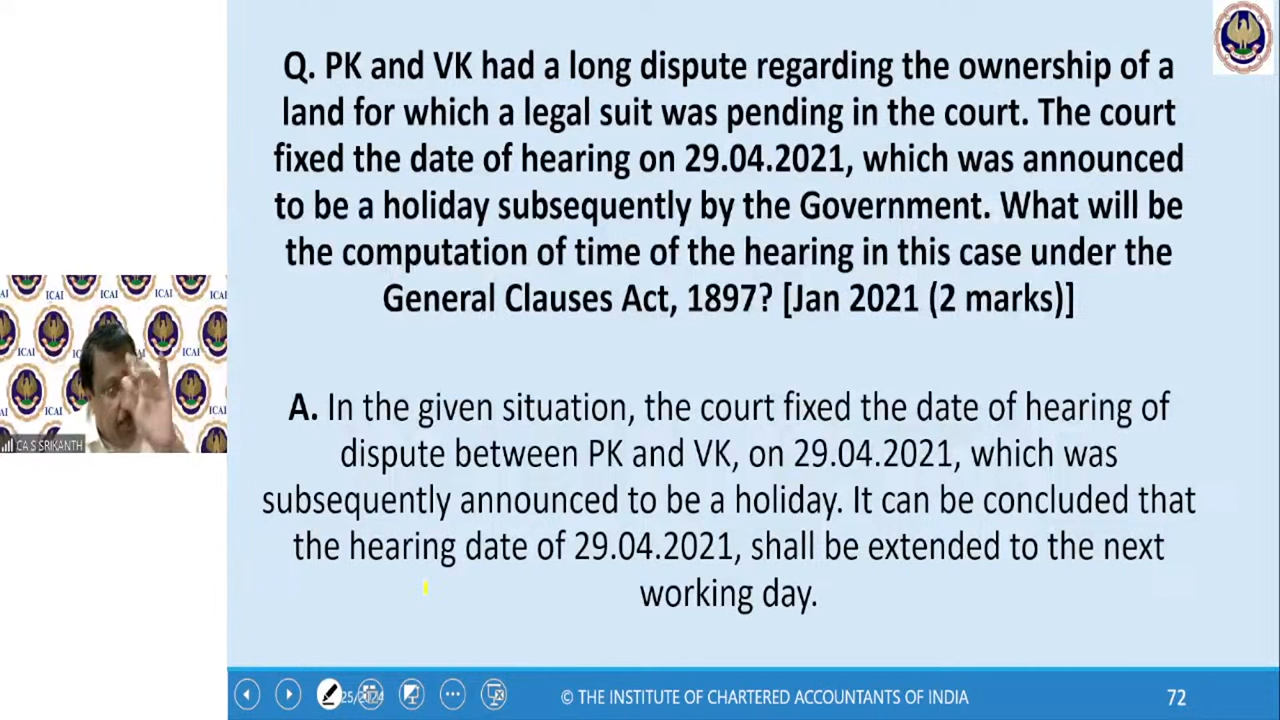 Q. PK and VK had a long dispute regarding the ownership of a
land for which a legal suit was pending in the court. The court
fixed the date of hearing on 29.04.2021, which was announced
to be a holiday subsequently by the Government. What will be
the computation of time of the hearing in this case under the
General Clauses Act, 1897? [Jan 2021 (2 marks)]
A. In the given situation, the court fixed the date of hearing of
dispute between PK and VK, on 29.04.2021, which was
subsequently announced to be a holiday. It can be concluded that
the hearing date of 29.04.2021, shall be extended to the next
working day.
ICAI
ICAI
ICAI
ICAI
CA S SRIKANTH
© THE INSTITUTE OF CHARTERED ACCOUNTANTS OF INDIA
72